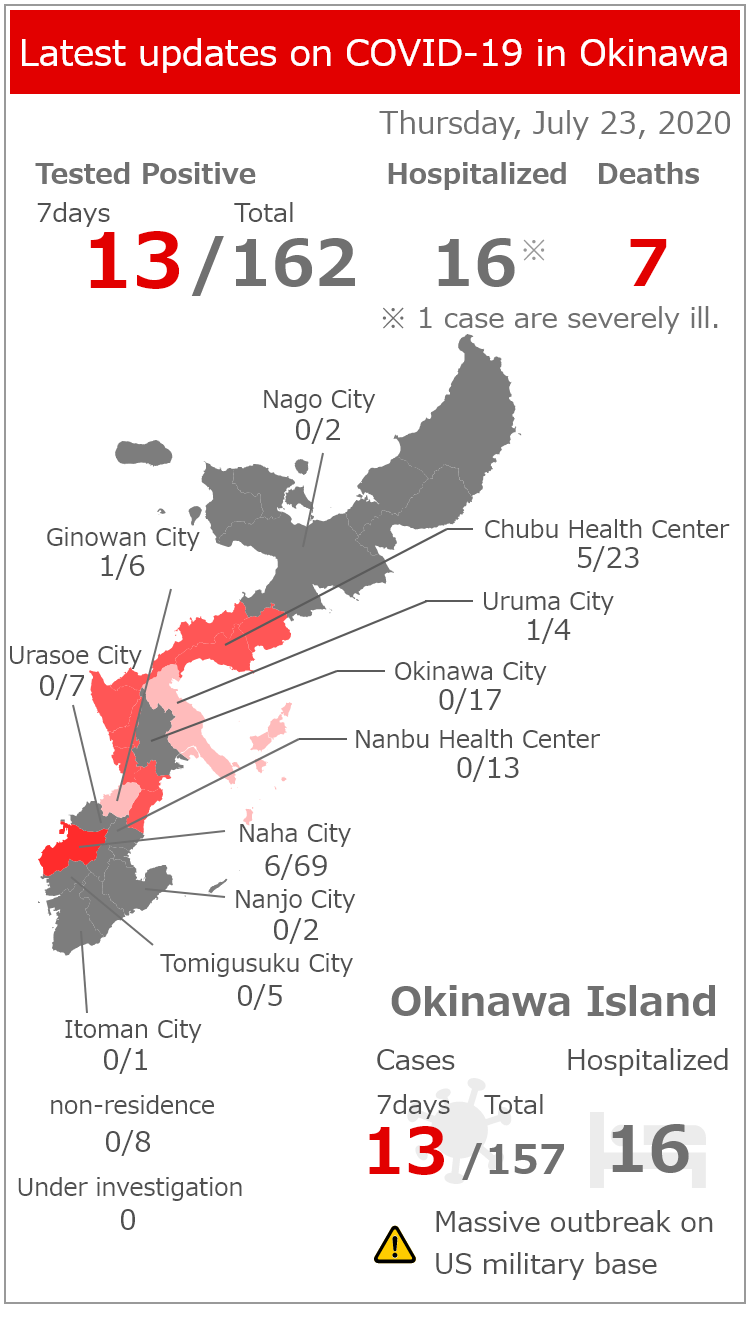 Latest updates on COVID-19 in Okinawa
Thursday, July 23, 2020
Tested Positive
Hospitalized
Deaths
7days
Total
13/162
16※
7
※ 1 case are severely ill.
Nago City
0/2
Ginowan City
1/6
Chubu Health Center
5/23
Uruma City
1/4
Urasoe City
0/7
Okinawa City
0/17
Nanbu Health Center
0/13
Naha City
6/69
Nanjo City
0/2
Tomigusuku City
0/5
Itoman City
0/1
non-residence
0/8
Under investigation
0
Okinawa Island
Cases
Hospitalized
7days
Total
13/157
16
Massive outbreak on
US military base